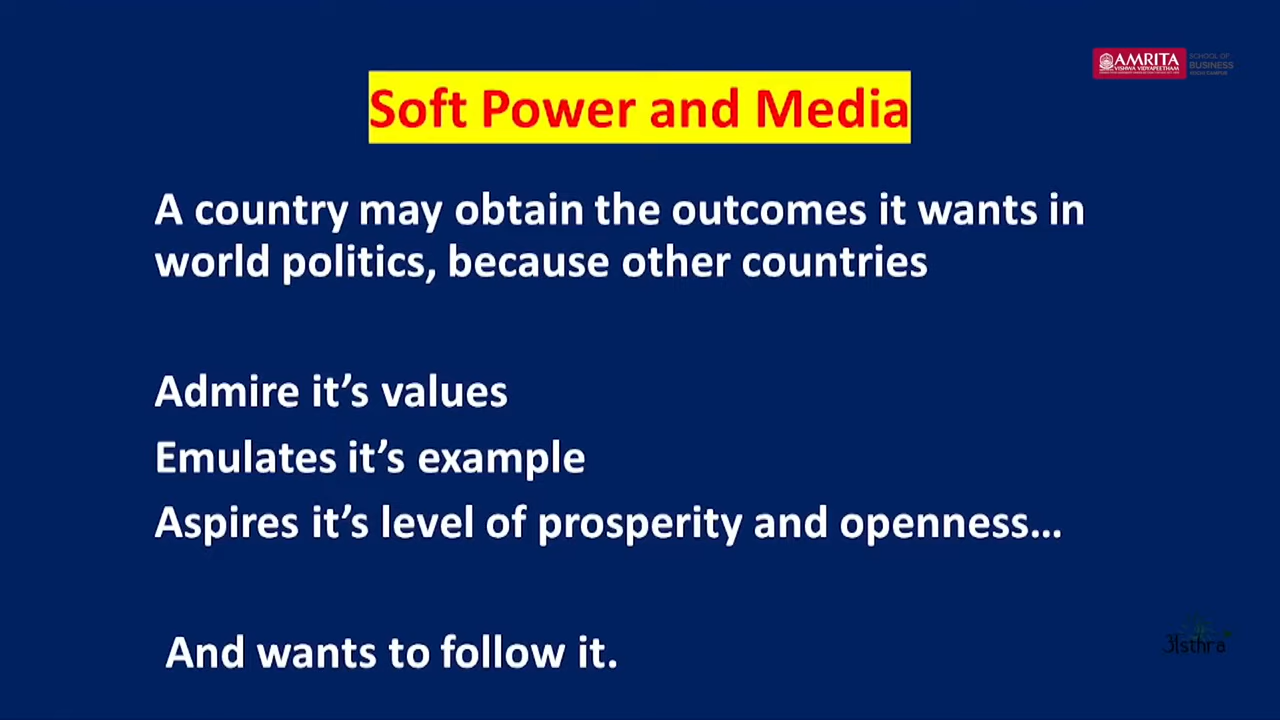 AMRITA
VISHWA VIDYAPEETHAM
SCHOOL OF
BUSINESS
KOCHI CAMPUS
Soft Power and Media
A country may obtain the outcomes it wants in
world politics, because other countries
Admire it’s values
Emulates it’s example
Aspires it’s level of prosperity and openness...
And wants to follow it.